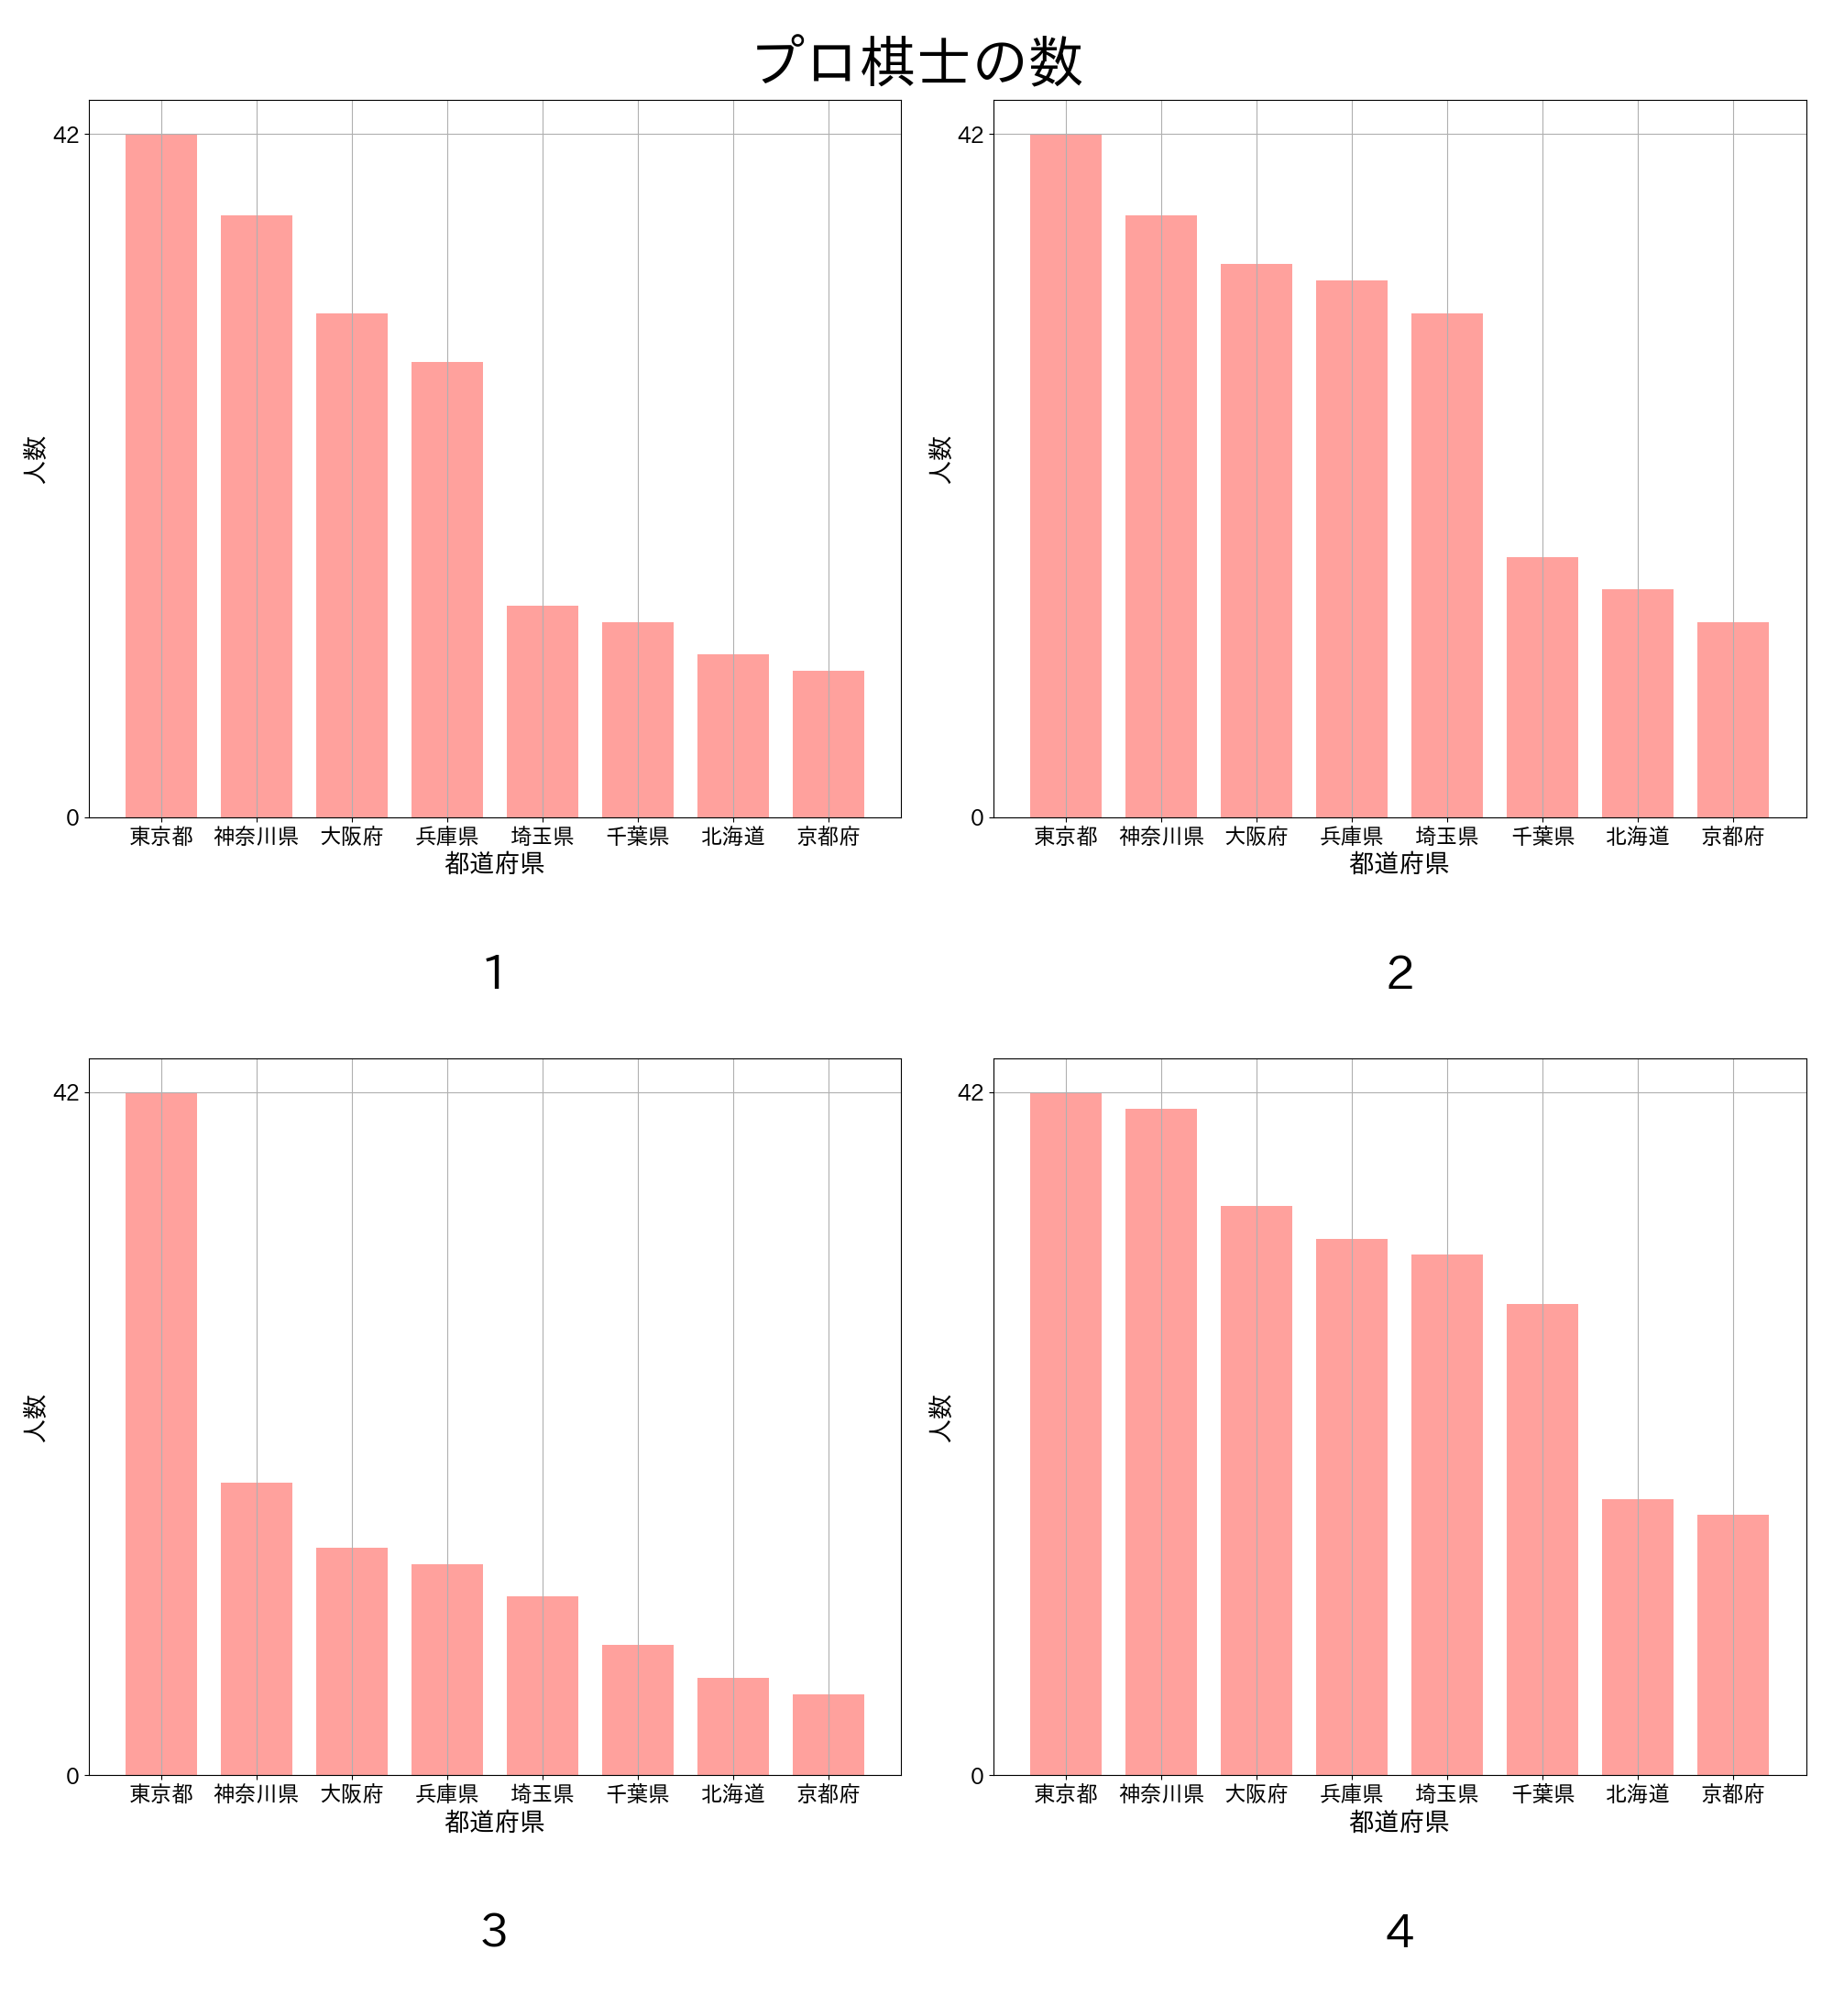 プロ棋士の数
42
0
人数
東京都 神奈川県 大阪府 兵庫県 埼玉県 千葉県 北海道 京都府
都道府県
1
42
0
人数
東京都 神奈川県 大阪府 兵庫県 埼玉県 千葉県 北海道 京都府
都道府県
2
42
0
人数
東京都 神奈川県 大阪府 兵庫県 埼玉県 千葉県 北海道 京都府
都道府県
3
42
0
人数
東京都 神奈川県 大阪府 兵庫県 埼玉県 千葉県 北海道 京都府
都道府県
4